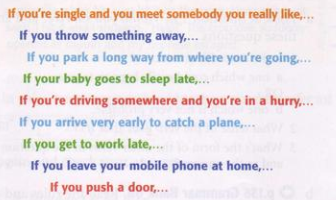 If you're single and you meet somebody you really like,...
If you throw something away,...
If you park a long way from where you're going,...
If your baby goes to sleep late,...
If you're driving somewhere and you're in a hurry,...
If you arrive very early to catch a plane,...
If you get to work late,...
If you leave your mobile phone at home,...
If you push a door,...